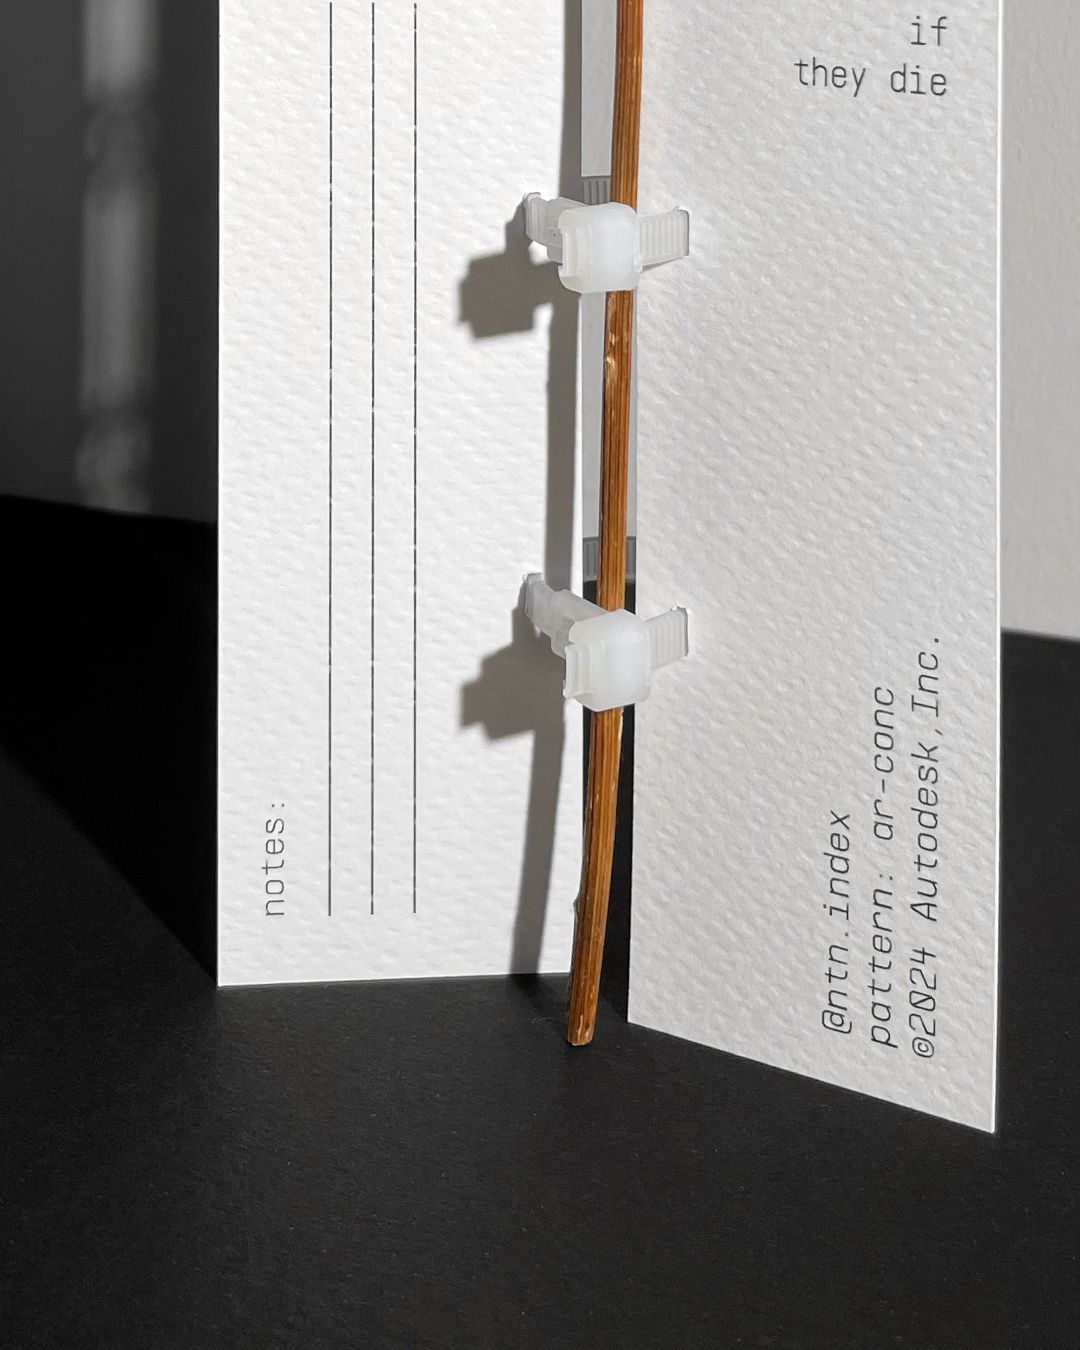 if
they die
notes:
@ntn.index
pattern: ar-conc
©2024 Autodesk,Inc.